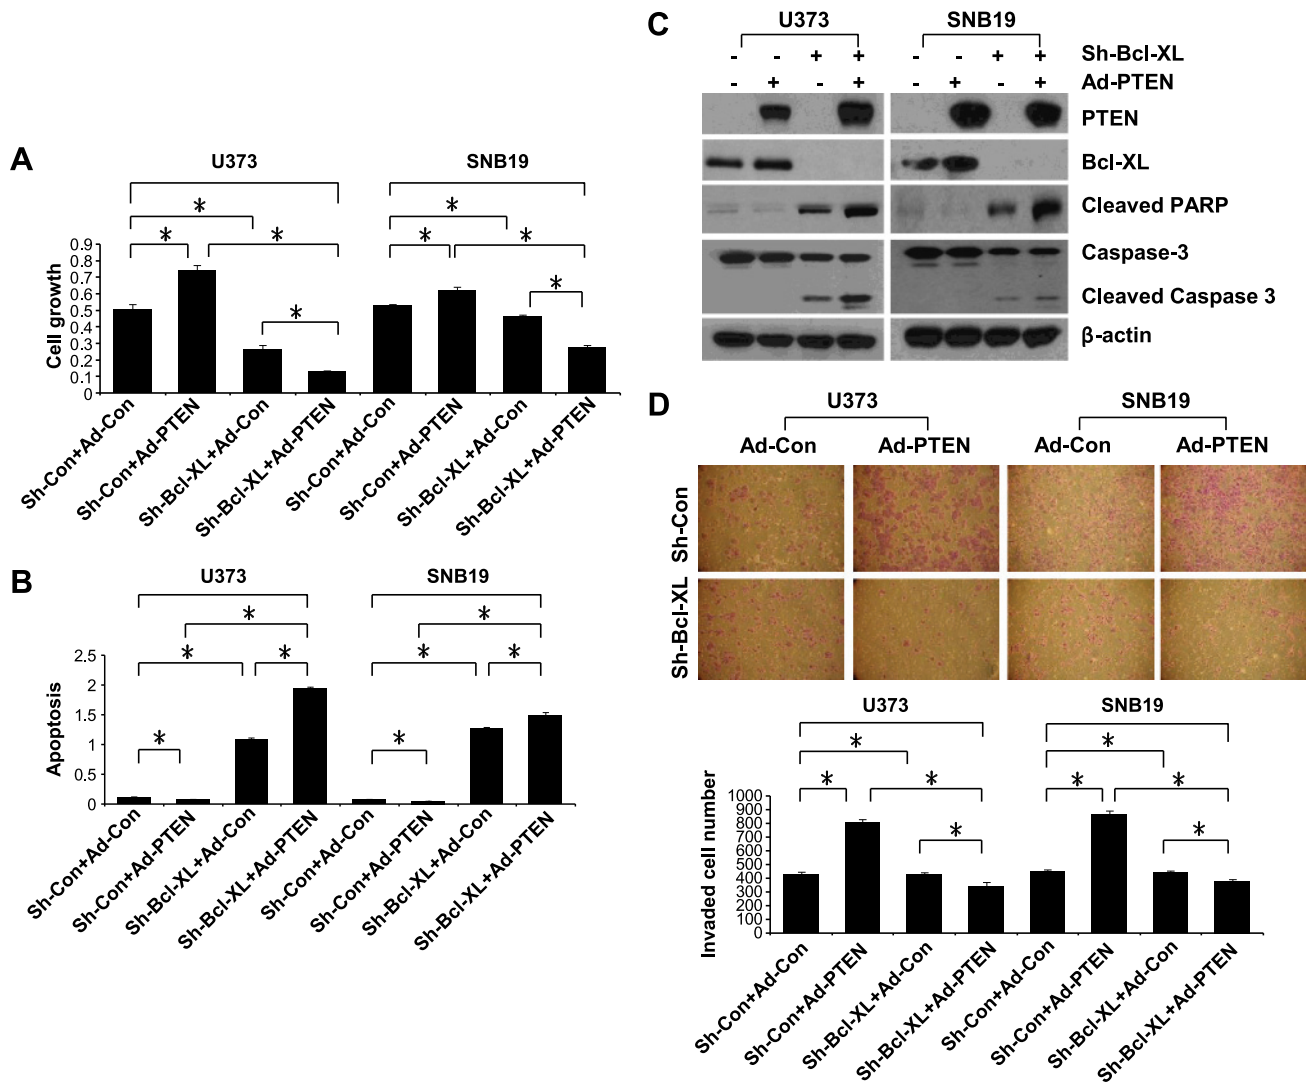 A
U373
SNB19
*
*
*
*
*
*
*
*
Cell growth
0.9
0.8
0.7
0.6
0.5
0.4
0.3
0.2
0.1
0
Sh-Con+Ad-Con
Sh-Con+Ad-PTEN
Sh-Bcl-XL+Ad-Con
Sh-Bcl-XL+Ad-PTEN
Sh-Con+Ad-Con
Sh-Con+Ad-PTEN
Sh-Bcl-XL+Ad-Con
Sh-Bcl-XL+Ad-PTEN
B
U373
SNB19
*
*
*
*
*
*
*
*
Apoptosis
2.5
2
1.5
1
0.5
0
Sh-Con+Ad-Con
Sh-Con+Ad-PTEN
Sh-Bcl-XL+Ad-Con
Sh-Bcl-XL+Ad-PTEN
Sh-Con+Ad-Con
Sh-Con+Ad-PTEN
Sh-Bcl-XL+Ad-Con
Sh-Bcl-XL+Ad-PTEN
C
U373
SNB19
- - + + - - + + Sh-Bcl-XL
- + - + - + - + Ad-PTEN
PTEN
Bcl-XL
Cleaved PARP
Caspase-3
Cleaved Caspase 3
β-actin
D
U373
SNB19
Ad-Con
Ad-PTEN
Ad-Con
Ad-PTEN
Sh-Con
Sh-Bcl-XL
U373
SNB19
*
*
*
*
*
*
*
*
Invaded cell number
1000
900
800
700
600
500
400
300
200
100
0
Sh-Con+Ad-Con
Sh-Con+Ad-PTEN
Sh-Bcl-XL+Ad-Con
Sh-Bcl-XL+Ad-PTEN
Sh-Con+Ad-Con
Sh-Con+Ad-PTEN
Sh-Bcl-XL+Ad-Con
Sh-Bcl-XL+Ad-PTEN